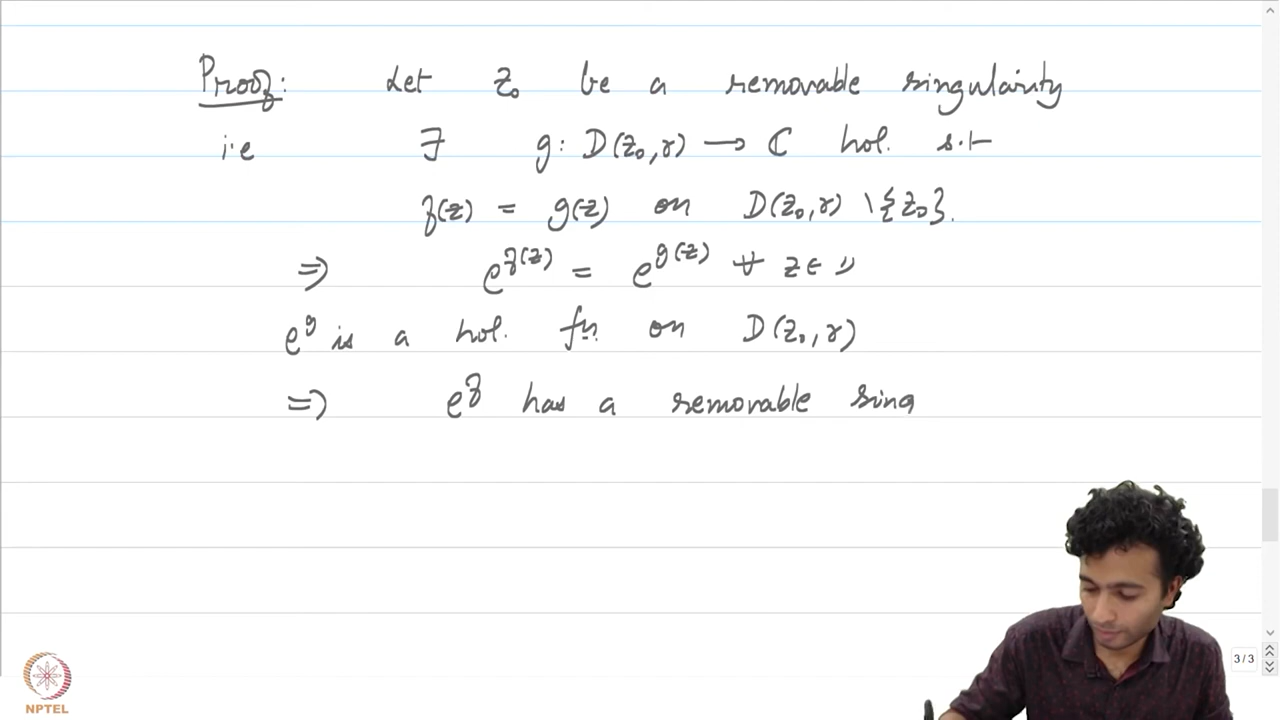 Proof: Let z₀ be a removable singularity
i.e ∃ g: D(z₀,r) → ℂ hol. s.t
f(z) = g(z) on D(z₀,r) \ {z₀}.
⇒ e^f(z) = e^g(z) ∀ z ∈ "
e^g is a hol. fn. on D(z₀,r)
⇒ e^f has a removable sing
3/3
NPTEL